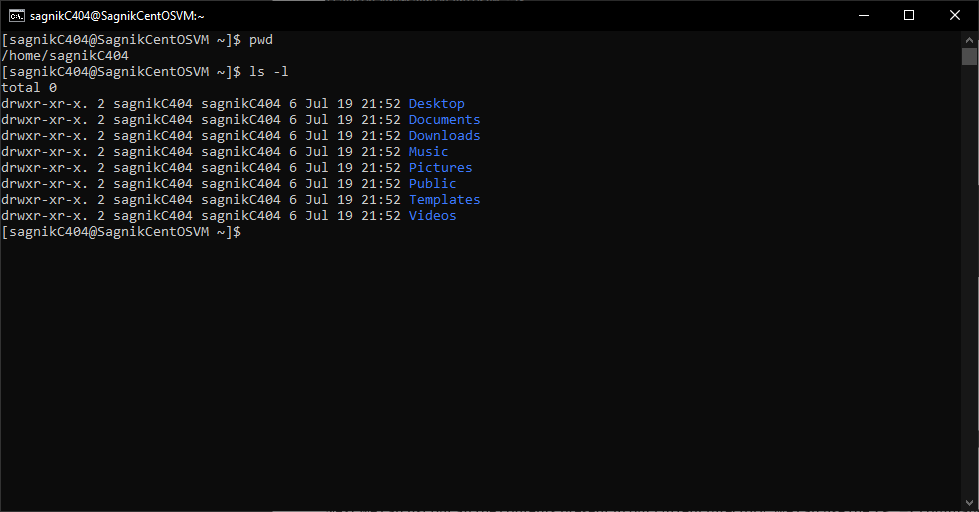 sagnikC404@SagnikCentOSVM:~
[sagnikC404@SagnikCentOSVM ~]$ pwd
/home/sagnikC404
[sagnikC404@SagnikCentOSVM ~]$ ls -l
total 0
drwxr-xr-x. 2 sagnikC404 sagnikC404 6 Jul 19 21:52 Desktop
drwxr-xr-x. 2 sagnikC404 sagnikC404 6 Jul 19 21:52 Documents
drwxr-xr-x. 2 sagnikC404 sagnikC404 6 Jul 19 21:52 Downloads
drwxr-xr-x. 2 sagnikC404 sagnikC404 6 Jul 19 21:52 Music
drwxr-xr-x. 2 sagnikC404 sagnikC404 6 Jul 19 21:52 Pictures
drwxr-xr-x. 2 sagnikC404 sagnikC404 6 Jul 19 21:52 Public
drwxr-xr-x. 2 sagnikC404 sagnikC404 6 Jul 19 21:52 Templates
drwxr-xr-x. 2 sagnikC404 sagnikC404 6 Jul 19 21:52 Videos
[sagnikC404@SagnikCentOSVM ~]$